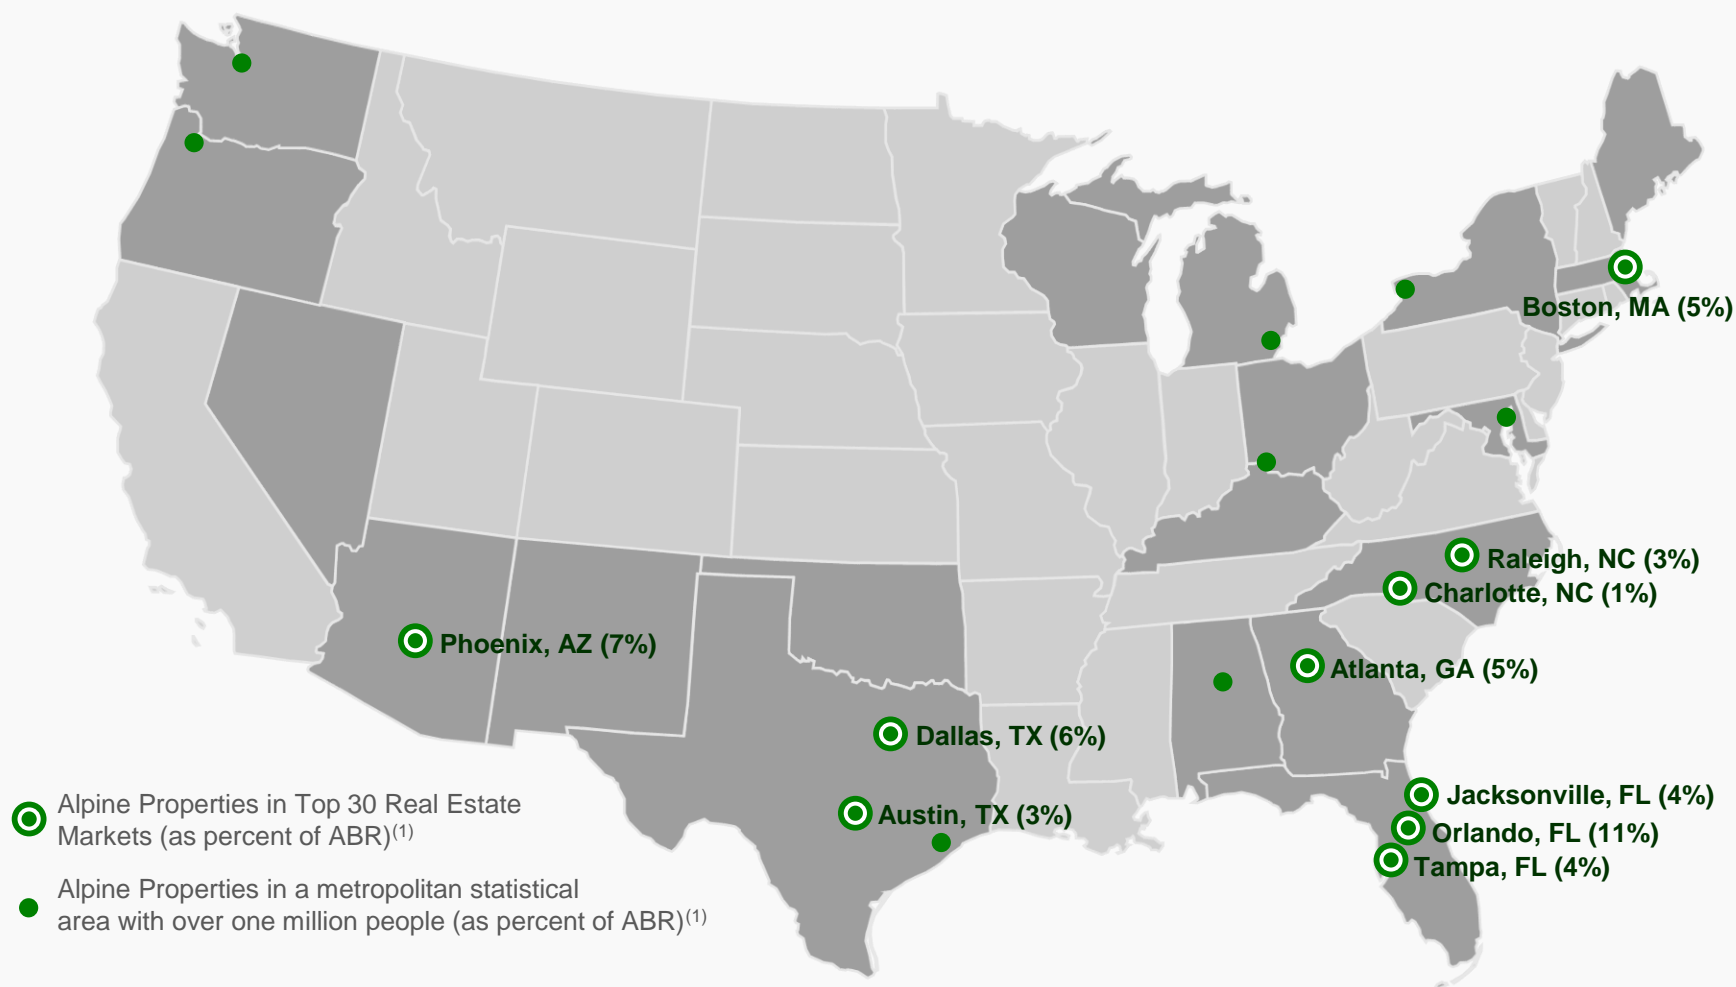 Boston, MA (5%)
Raleigh, NC (3%)
Charlotte, NC (1%)
Phoenix, AZ (7%)
Atlanta, GA (5%)
Dallas, TX (6%)
Austin, TX (3%)
Jacksonville, FL (4%)
Orlando, FL (11%)
Tampa, FL (4%)
Alpine Properties in Top 30 Real Estate
Markets (as percent of ABR)(1)
Alpine Properties in a metropolitan statistical
area with over one million people (as percent of ABR)(1)